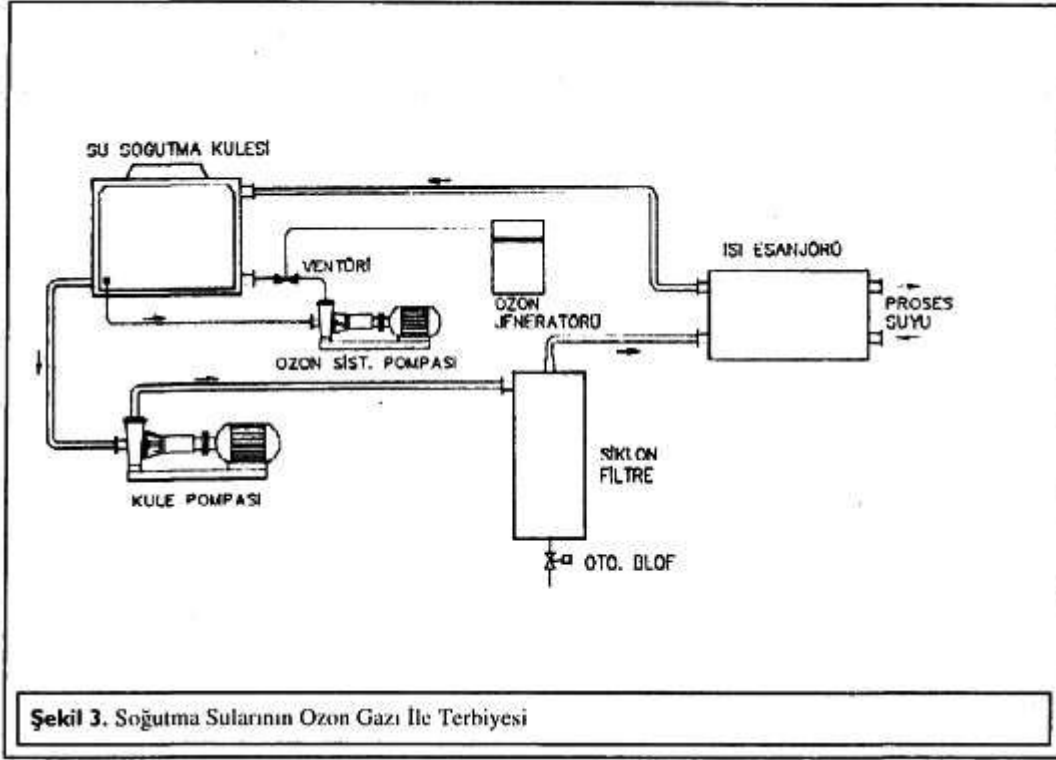 SU SOĞUTMA KULESİ
VENTÜRİ
OZON
JENERATÖRÜ
ISI EŞANJÖRÜ
PROSES
SUYU
OZON SİST. POMPASI
KULE POMPASI
SİKLON
FİLTRE
OTO. BLÖF
Şekil 3. Soğutma Sularının Ozon Gazı İle Terbiyesi